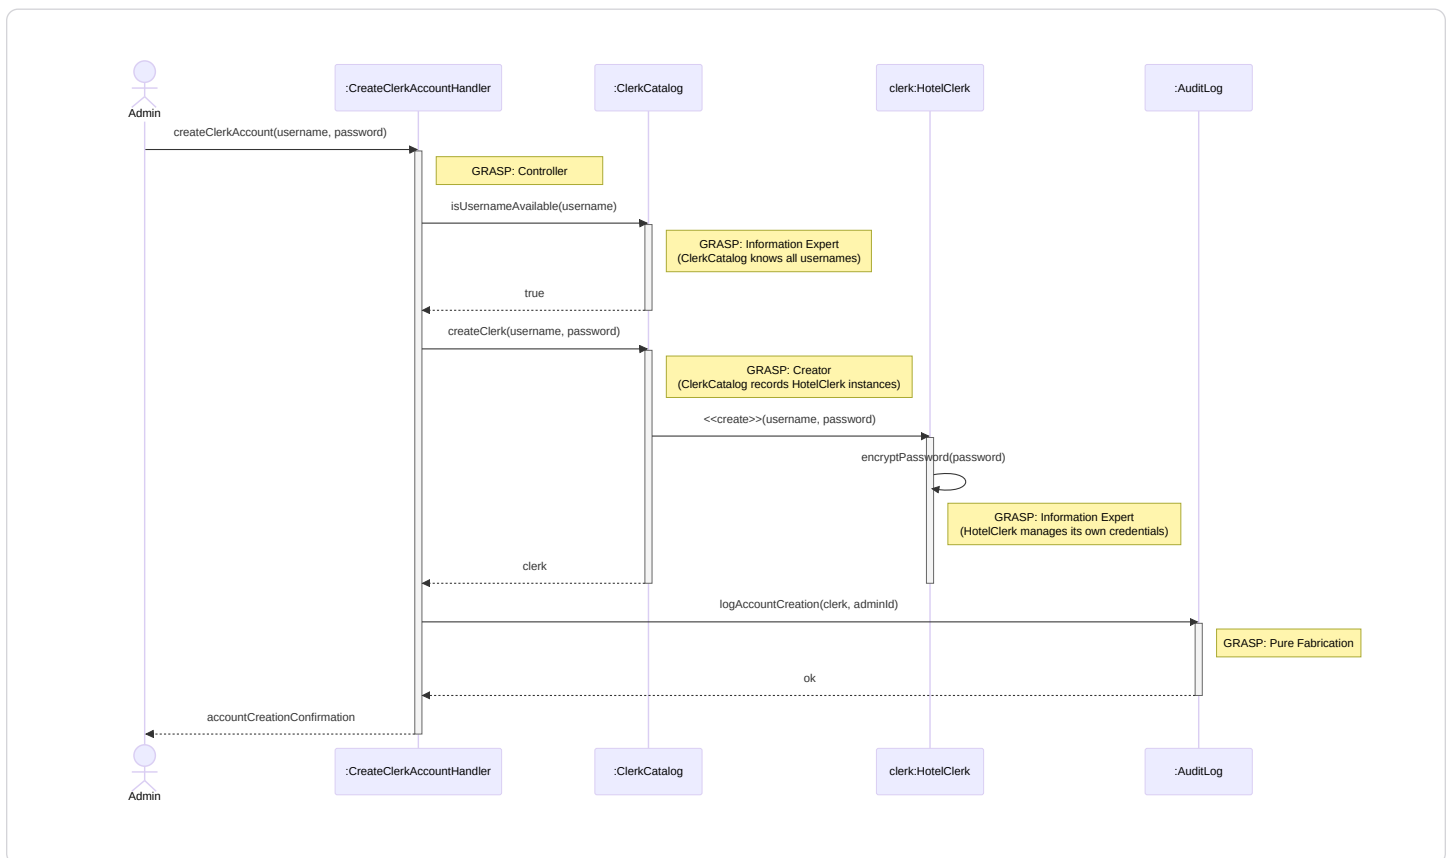 :CreateClerkAccountHandler
:ClerkCatalog
clerk:HotelClerk
:AuditLog
Admin
createClerkAccount(username, password)
GRASP: Controller
isUsernameAvailable(username)
GRASP: Information Expert
(ClerkCatalog knows all usernames)
true
createClerk(username, password)
GRASP: Creator
(ClerkCatalog records HotelClerk instances)
<<create>>(username, password)
encryptPassword(password)
GRASP: Information Expert
(HotelClerk manages its own credentials)
clerk
logAccountCreation(clerk, adminId)
GRASP: Pure Fabrication
ok
accountCreationConfirmation
:CreateClerkAccountHandler
:ClerkCatalog
clerk:HotelClerk
:AuditLog
Admin